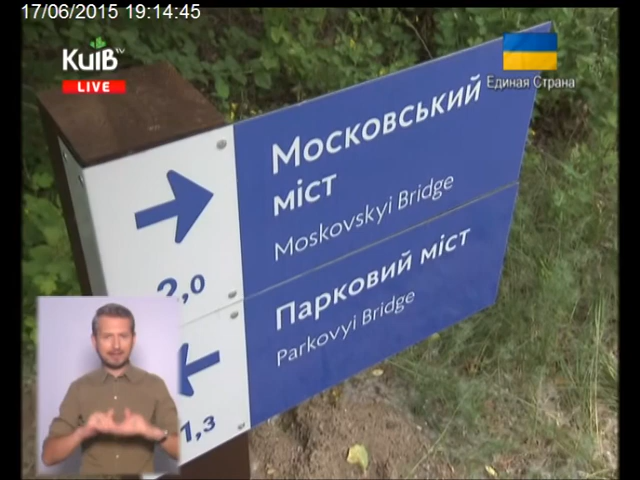 17/06/2015 19:14:45
КиЇВ TV
LIVE
Единая Страна
Московський
міст
Moskovskyi Bridge
2,0
Парковий міст
Parkovyi Bridge
1,3